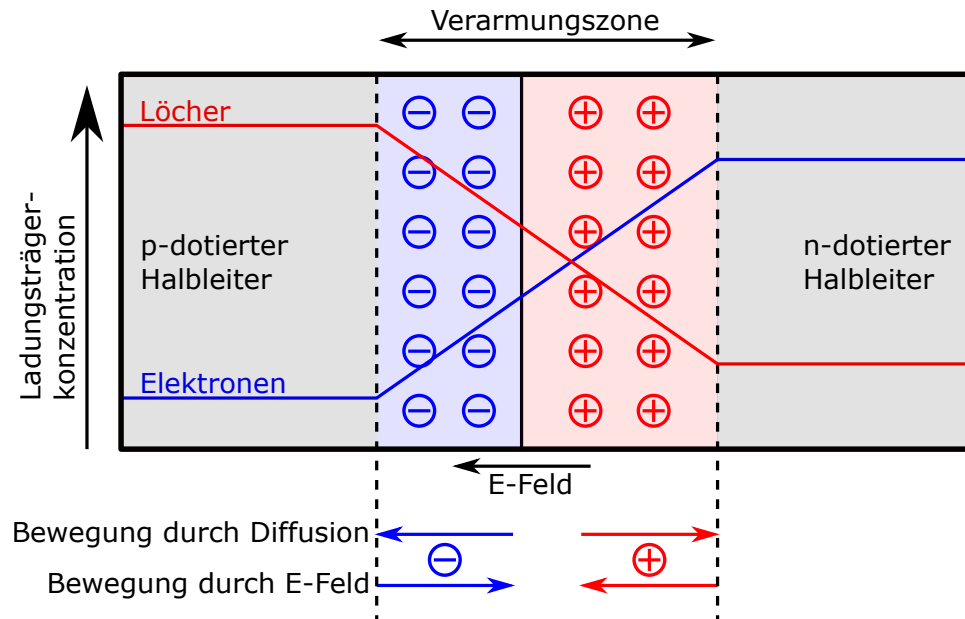 Verarmungszone
Löcher
Ladungsträger-
konzentration
p-dotierter
Halbleiter
n-dotierter
Halbleiter
Elektronen
E-Feld
Bewegung durch Diffusion
Bewegung durch E-Feld